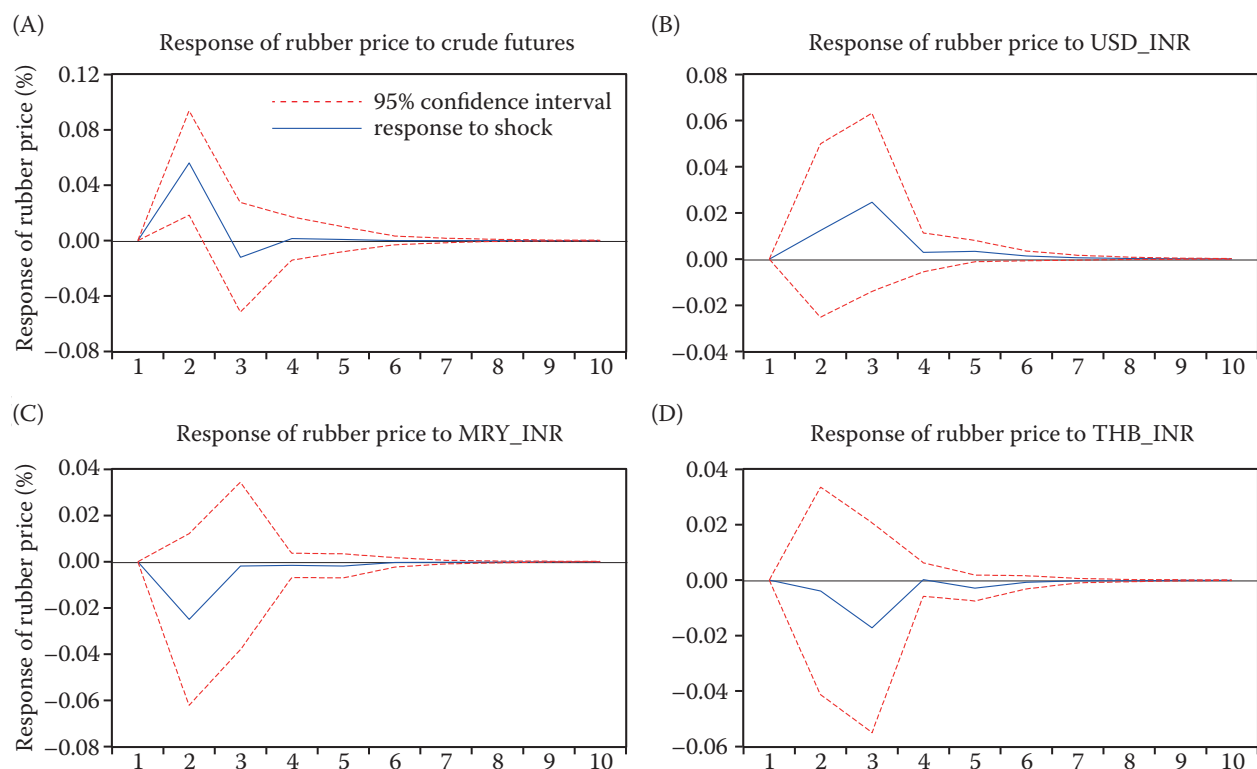 (A)
Response of rubber price to crude futures
Response of rubber price (%)
0.12
0.08
0.04
0.00
–0.04
–0.08
95% confidence interval
response to shock
1 2 3 4 5 6 7 8 9 10
(B)
Response of rubber price to USD_INR
0.08
0.06
0.04
0.02
0.00
–0.02
–0.04
1 2 3 4 5 6 7 8 9 10
(C)
Response of rubber price to MRY_INR
Response of rubber price (%)
0.04
0.02
0.00
–0.02
–0.04
–0.06
–0.08
1 2 3 4 5 6 7 8 9 10
(D)
Response of rubber price to THB_INR
0.04
0.02
0.00
–0.02
–0.04
–0.06
1 2 3 4 5 6 7 8 9 10